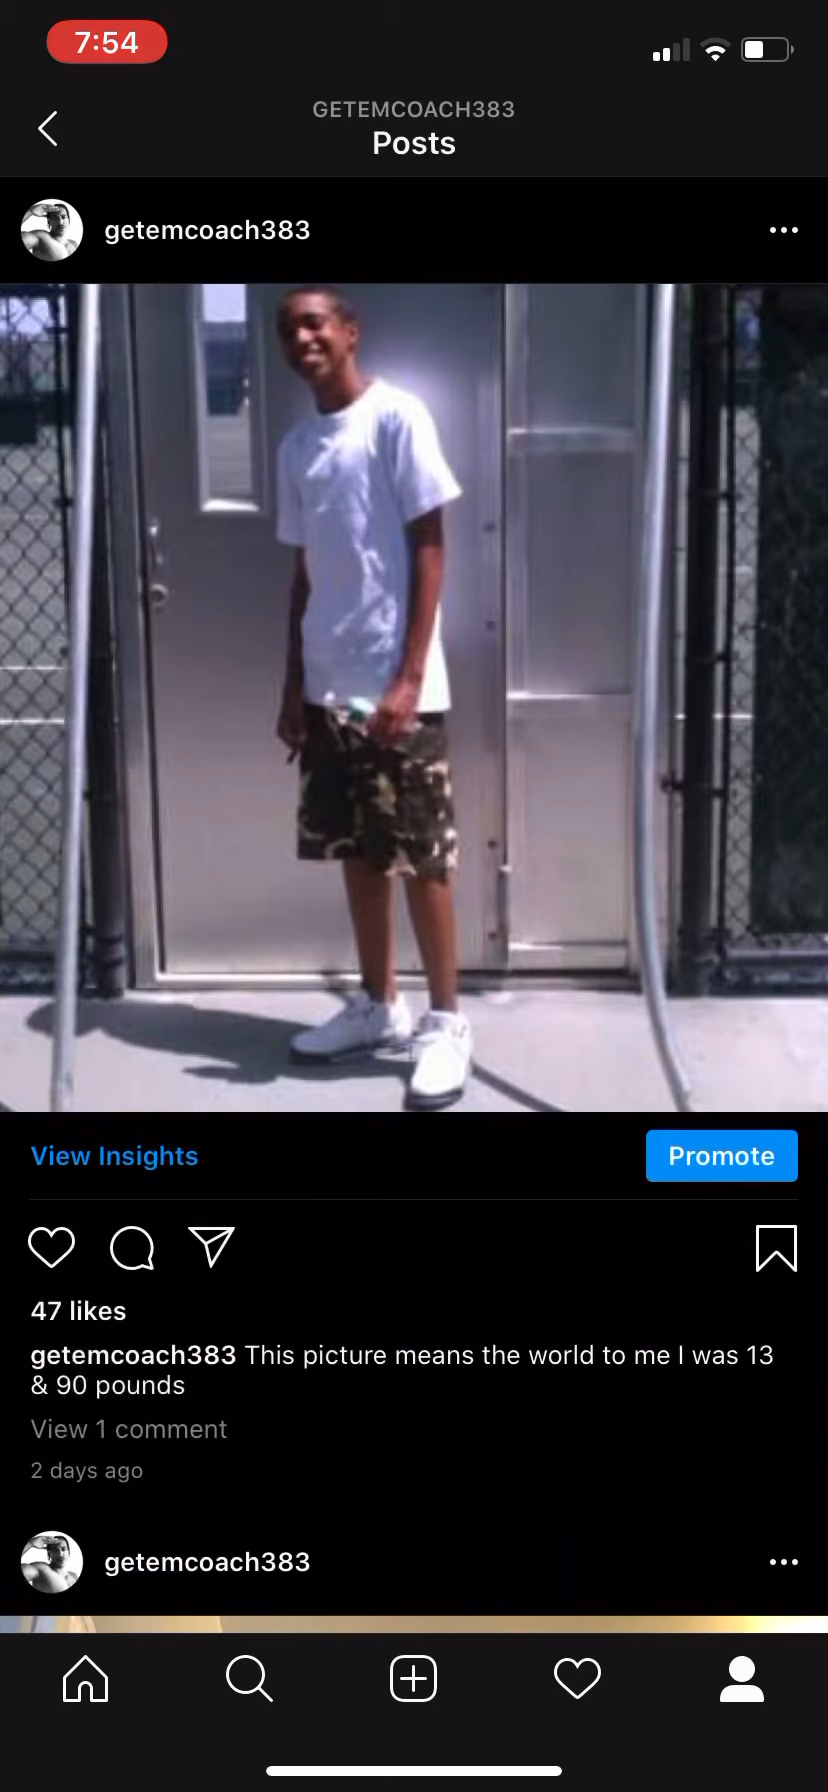 7:54
GETEMCOACH383
Posts
getemcoach383
View Insights
Promote
47 likes
getemcoach383 This picture means the world to me I was 13
& 90 pounds
View 1 comment
2 days ago
getemcoach383